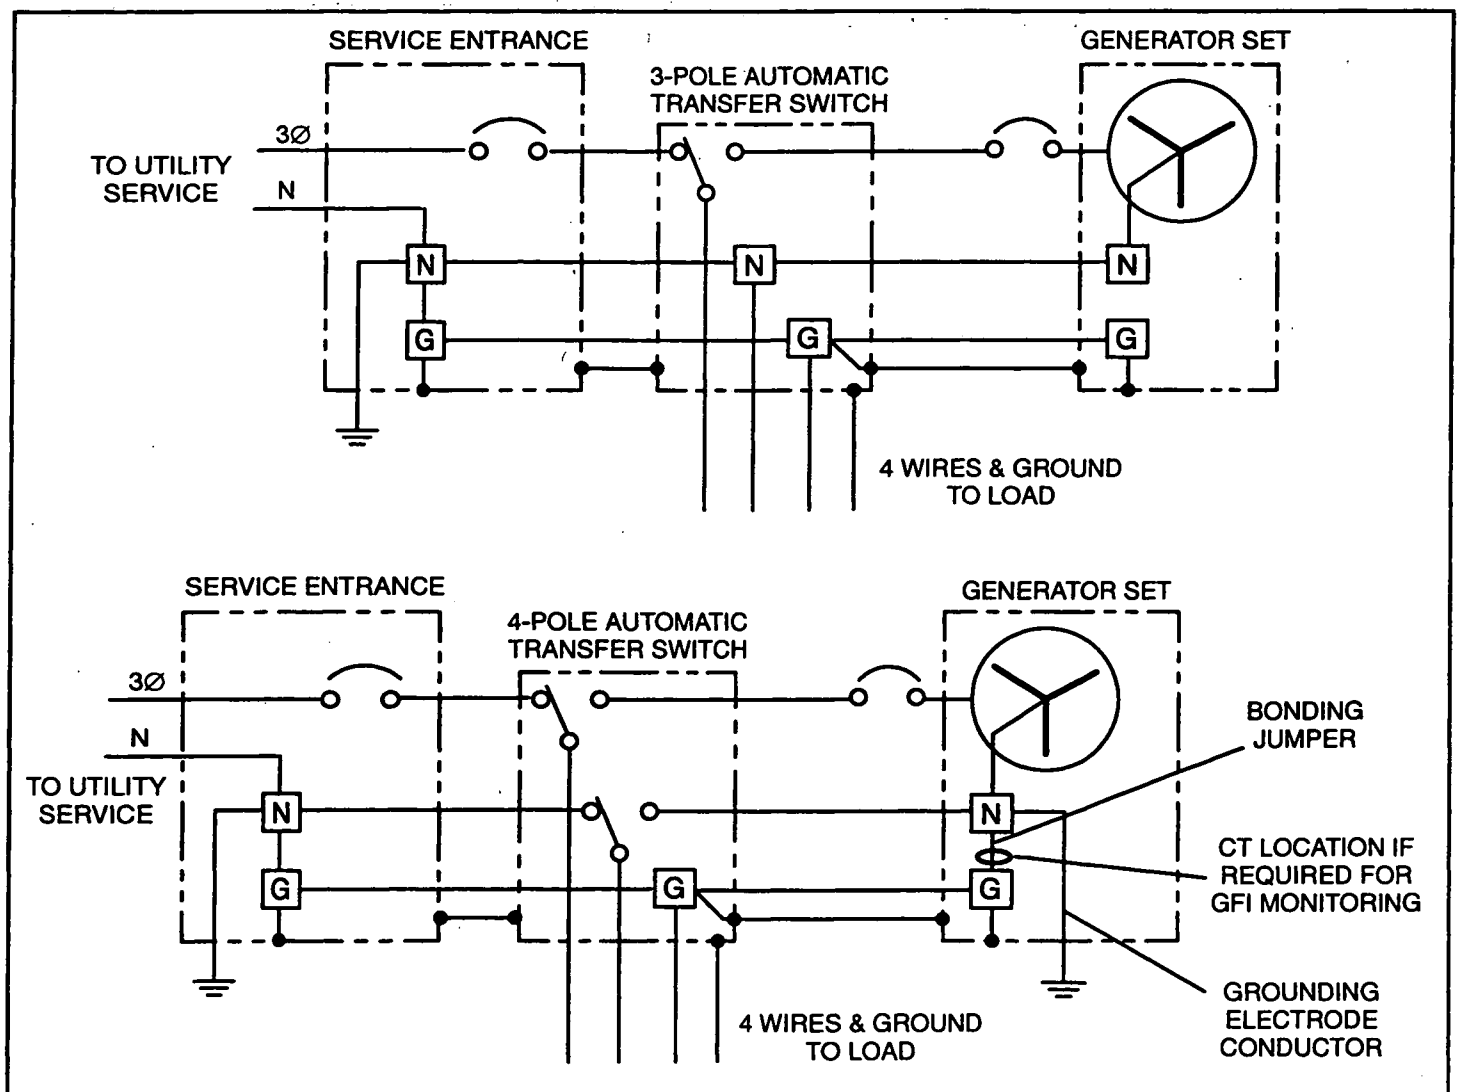 SERVICE ENTRANCE
GENERATOR SET
3-POLE AUTOMATIC
TRANSFER SWITCH
3Ø
TO UTILITY
SERVICE
N
N
N
N
G
G
G
4 WIRES & GROUND
TO LOAD
SERVICE ENTRANCE
GENERATOR SET
4-POLE AUTOMATIC
TRANSFER SWITCH
3Ø
N
TO UTILITY
SERVICE
BONDING
JUMPER
N
N
G
G
G
CT LOCATION IF
REQUIRED FOR
GFI MONITORING
GROUNDING
ELECTRODE
CONDUCTOR
4 WIRES & GROUND
TO LOAD